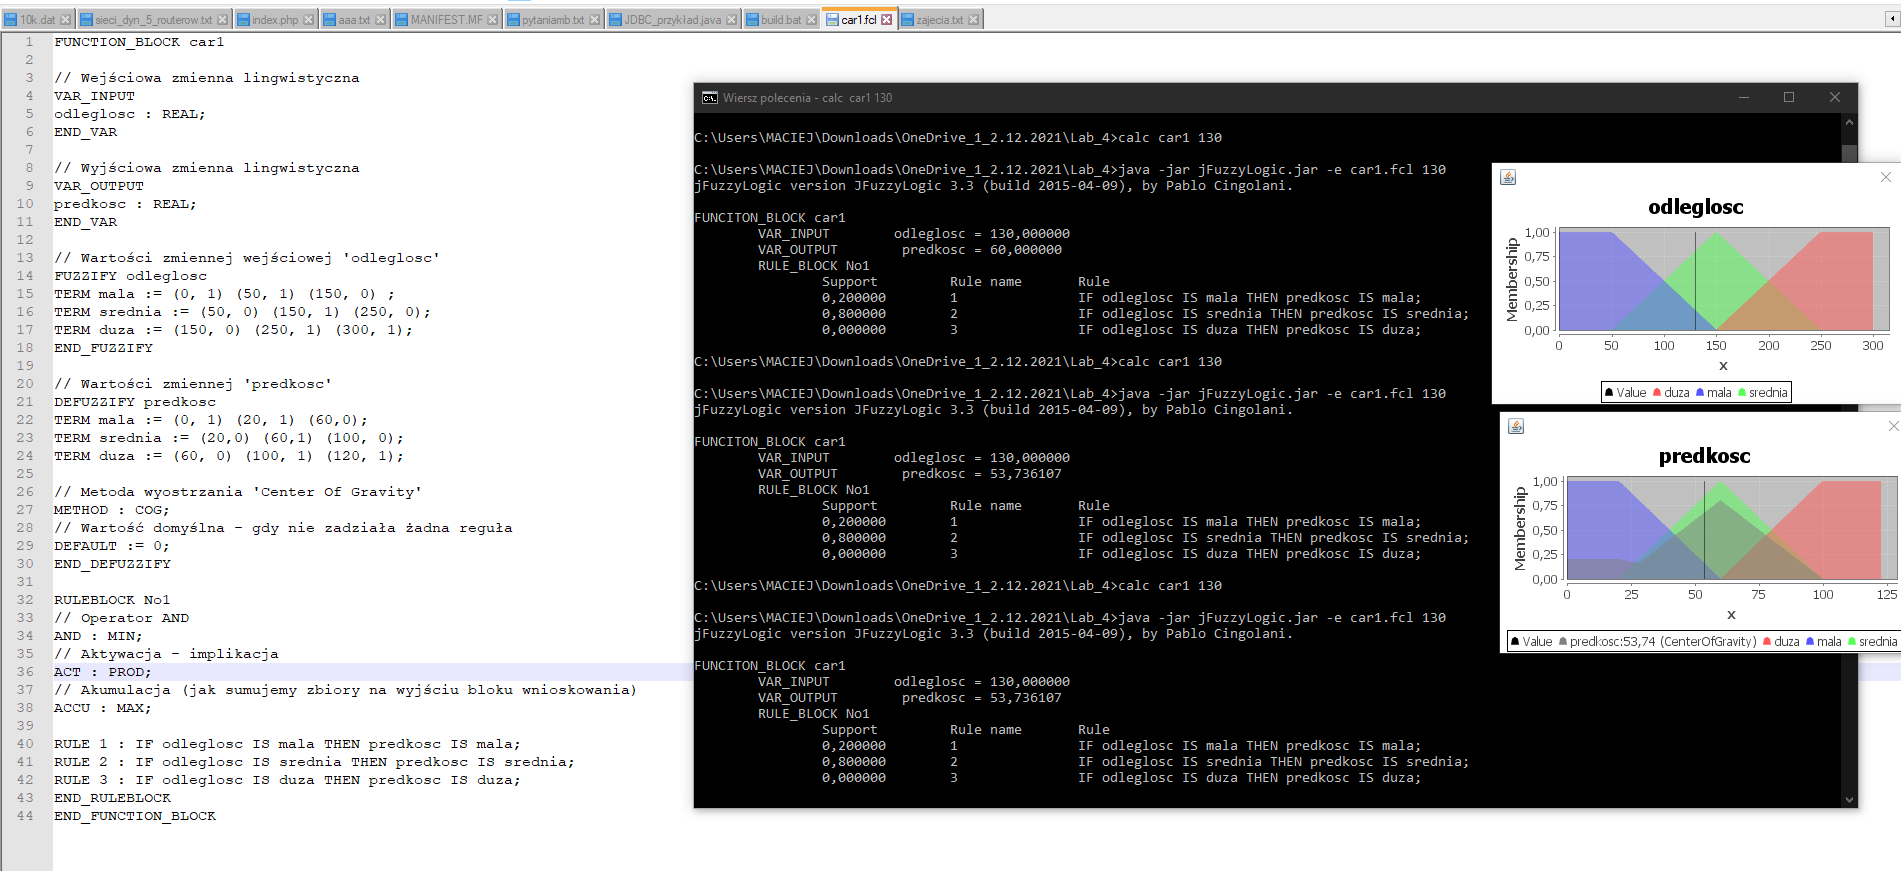 10k.dat sieci_dyn_5_routerow.txt index.php aaa.txt MANIFEST.MF pytaniamb.txt JDBC_przykład.java build.bat car1.fcl zajecia.txt
1 FUNCTION_BLOCK car1
2
3 // Wejściowa zmienna lingwistyczna
4 VAR_INPUT
5 odleglosc : REAL;
6 END_VAR
7
8 // Wyjściowa zmienna lingwistyczna
9 VAR_OUTPUT
10 predkosc : REAL;
11 END_VAR
12
13 // Wartości zmiennej wejściowej 'odleglosc'
14 FUZZIFY odleglosc
15 TERM mala := (0, 1) (50, 1) (150, 0) ;
16 TERM srednia := (50, 0) (150, 1) (250, 0);
17 TERM duza := (150, 0) (250, 1) (300, 1);
18 END_FUZZIFY
19
20 // Wartości zmiennej 'predkosc'
21 DEFUZZIFY predkosc
22 TERM mala := (0, 1) (20, 1) (60,0);
23 TERM srednia := (20,0) (60,1) (100, 0);
24 TERM duza := (60, 0) (100, 1) (120, 1);
25
26 // Metoda wyostrzania 'Center Of Gravity'
27 METHOD : COG;
28 // Wartość domyślna - gdy nie zadziała żadna reguła
29 DEFAULT := 0;
30 END_DEFUZZIFY
31
32 RULEBLOCK No1
33 // Operator AND
34 AND : MIN;
35 // Aktywacja - implikacja
36 ACT : PROD;
37 // Akumulacja (jak sumujemy zbiory na wyjściu bloku wnioskowania)
38 ACCU : MAX;
39
40 RULE 1 : IF odleglosc IS mala THEN predkosc IS mala;
41 RULE 2 : IF odleglosc IS srednia THEN predkosc IS srednia;
42 RULE 3 : IF odleglosc IS duza THEN predkosc IS duza;
43 END_RULEBLOCK
44 END_FUNCTION_BLOCK
Wiersz polecenia - calc car1 130
C:\Users\MACIEJ\Downloads\OneDrive_1_2.12.2021\Lab_4>calc car1 130
C:\Users\MACIEJ\Downloads\OneDrive_1_2.12.2021\Lab_4>java -jar jFuzzyLogic.jar -e car1.fcl 130
jFuzzyLogic version JFuzzyLogic 3.3 (build 2015-04-09), by Pablo Cingolani.
FUNCITON_BLOCK car1
VAR_INPUT odleglosc = 130,000000
VAR_OUTPUT predkosc = 60,000000
RULE_BLOCK No1
Support Rule name Rule
0,200000 1 IF odleglosc IS mala THEN predkosc IS mala;
0,800000 2 IF odleglosc IS srednia THEN predkosc IS srednia;
0,000000 3 IF odleglosc IS duza THEN predkosc IS duza;
C:\Users\MACIEJ\Downloads\OneDrive_1_2.12.2021\Lab_4>calc car1 130
C:\Users\MACIEJ\Downloads\OneDrive_1_2.12.2021\Lab_4>java -jar jFuzzyLogic.jar -e car1.fcl 130
jFuzzyLogic version JFuzzyLogic 3.3 (build 2015-04-09), by Pablo Cingolani.
FUNCITON_BLOCK car1
VAR_INPUT odleglosc = 130,000000
VAR_OUTPUT predkosc = 53,736107
RULE_BLOCK No1
Support Rule name Rule
0,200000 1 IF odleglosc IS mala THEN predkosc IS mala;
0,800000 2 IF odleglosc IS srednia THEN predkosc IS srednia;
0,000000 3 IF odleglosc IS duza THEN predkosc IS duza;
C:\Users\MACIEJ\Downloads\OneDrive_1_2.12.2021\Lab_4>calc car1 130
C:\Users\MACIEJ\Downloads\OneDrive_1_2.12.2021\Lab_4>java -jar jFuzzyLogic.jar -e car1.fcl 130
jFuzzyLogic version JFuzzyLogic 3.3 (build 2015-04-09), by Pablo Cingolani.
FUNCITON_BLOCK car1
VAR_INPUT odleglosc = 130,000000
VAR_OUTPUT predkosc = 53,736107
RULE_BLOCK No1
Support Rule name Rule
0,200000 1 IF odleglosc IS mala THEN predkosc IS mala;
0,800000 2 IF odleglosc IS srednia THEN predkosc IS srednia;
0,000000 3 IF odleglosc IS duza THEN predkosc IS duza;
odleglosc
Membership
1,00
0,75
0,50
0,25
0,00
0 50 100 150 200 250 300
x
Value duza mala srednia
predkosc
Membership
1,00
0,75
0,50
0,25
0,00
0 25 50 75 100 125
x
Value predkosc:53,74 (CenterOfGravity) duza mala srednia